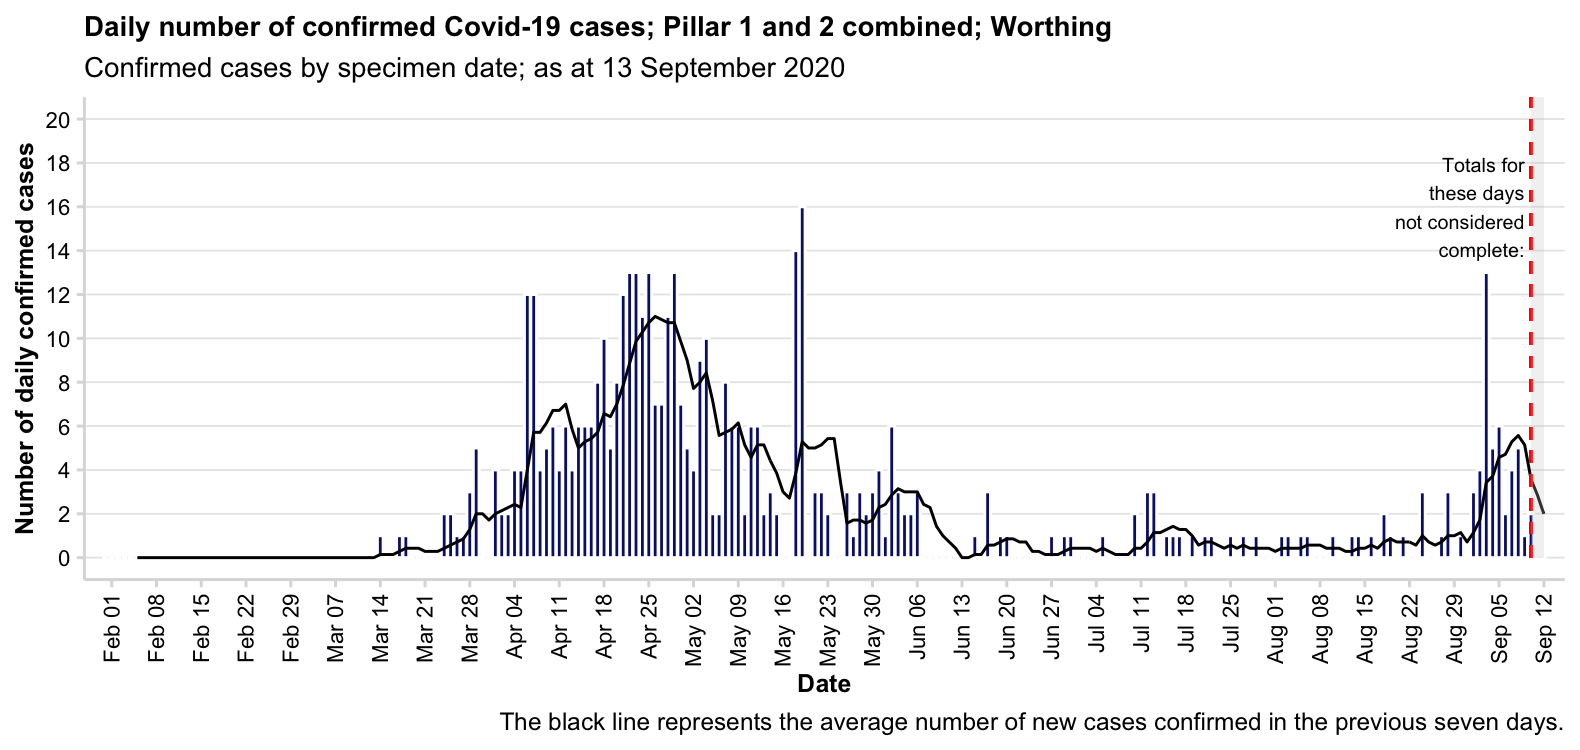 Daily number of confirmed Covid-19 cases; Pillar 1 and 2 combined; Worthing
Confirmed cases by specimen date; as at 13 September 2020
Number of daily confirmed cases
20
18
16
14
12
10
8
6
4
2
0
Totals for
these days
not considered
complete:
Feb 01
Feb 08
Feb 15
Feb 22
Feb 29
Mar 07
Mar 14
Mar 21
Mar 28
Apr 04
Apr 11
Apr 18
Apr 25
May 02
May 09
May 16
May 23
May 30
Jun 06
Jun 13
Jun 20
Jun 27
Jul 04
Jul 11
Jul 18
Jul 25
Aug 01
Aug 08
Aug 15
Aug 22
Aug 29
Sep 05
Sep 12
Date
The black line represents the average number of new cases confirmed in the previous seven days.